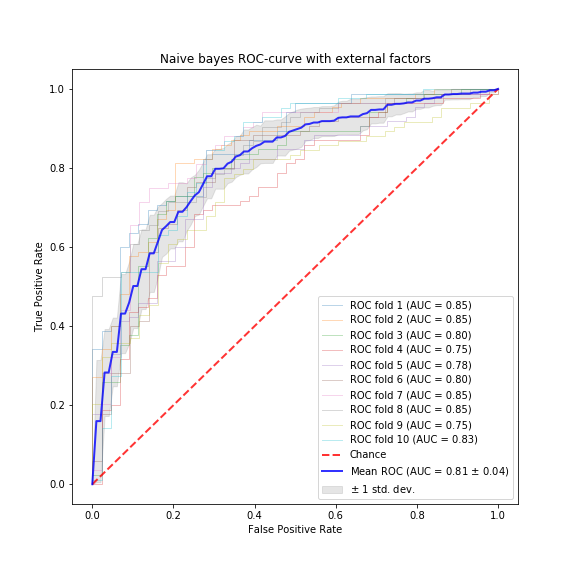 Naive bayes ROC-curve with external factors
1.0
0.8
0.6
0.4
0.2
0.0
True Positive Rate
ROC fold 1 (AUC = 0.85)
ROC fold 2 (AUC = 0.85)
ROC fold 3 (AUC = 0.80)
ROC fold 4 (AUC = 0.75)
ROC fold 5 (AUC = 0.78)
ROC fold 6 (AUC = 0.80)
ROC fold 7 (AUC = 0.85)
ROC fold 8 (AUC = 0.85)
ROC fold 9 (AUC = 0.75)
ROC fold 10 (AUC = 0.83)
Chance
Mean ROC (AUC = 0.81 ± 0.04)
± 1 std. dev.
0.0 0.2 0.4 0.6 0.8 1.0
False Positive Rate